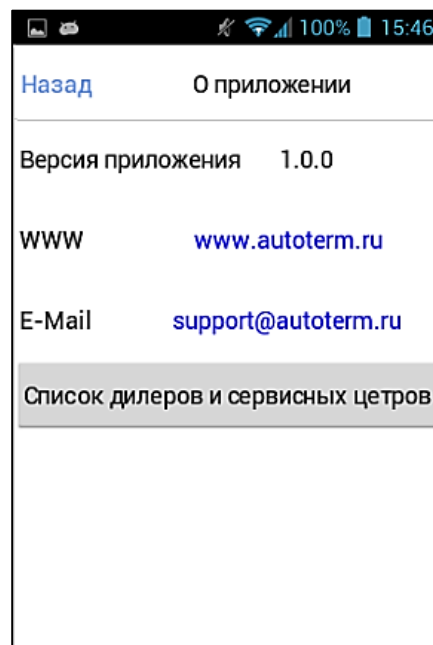 100% 15:46
Назад О приложении
Версия приложения 1.0.0
WWW www.autoterm.ru
E-Mail support@autoterm.ru
Список дилеров и сервисных цетров